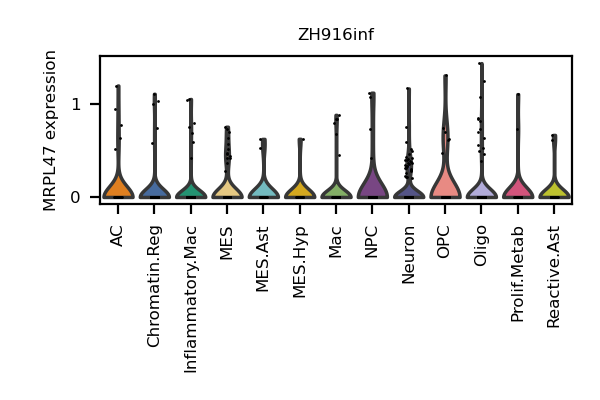 ZH916inf
MRPL47 expression
1
0
AC
Chromatin.Reg
Inflammatory.Mac
MES
MES.Ast
MES.Hyp
Mac
NPC
Neuron
OPC
Oligo
Prolif.Metab
Reactive.Ast